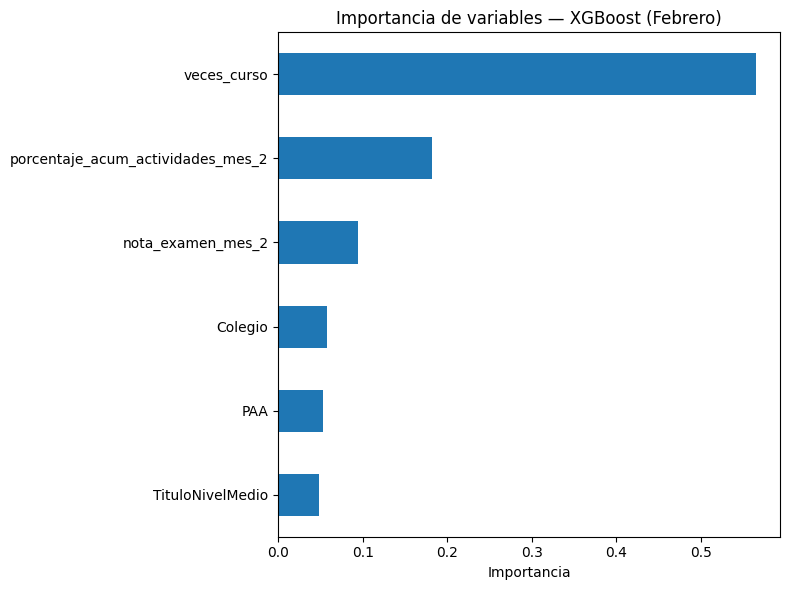 Importancia de variables — XGBoost (Febrero)
veces_curso
porcentaje_acum_actividades_mes_2
nota_examen_mes_2
Colegio
PAA
TituloNivelMedio
0.0 0.1 0.2 0.3 0.4 0.5
Importancia